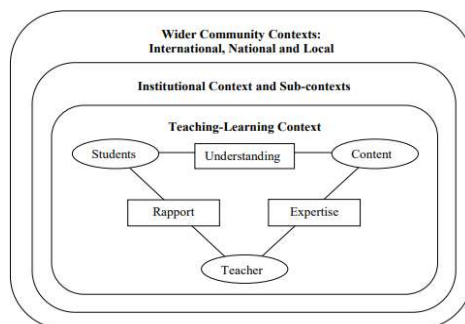 Wider Community Contexts:
International, National and Local
Institutional Context and Sub-contexts
Teaching-Learning Context
Students
Understanding
Content
Rapport
Expertise
Teacher